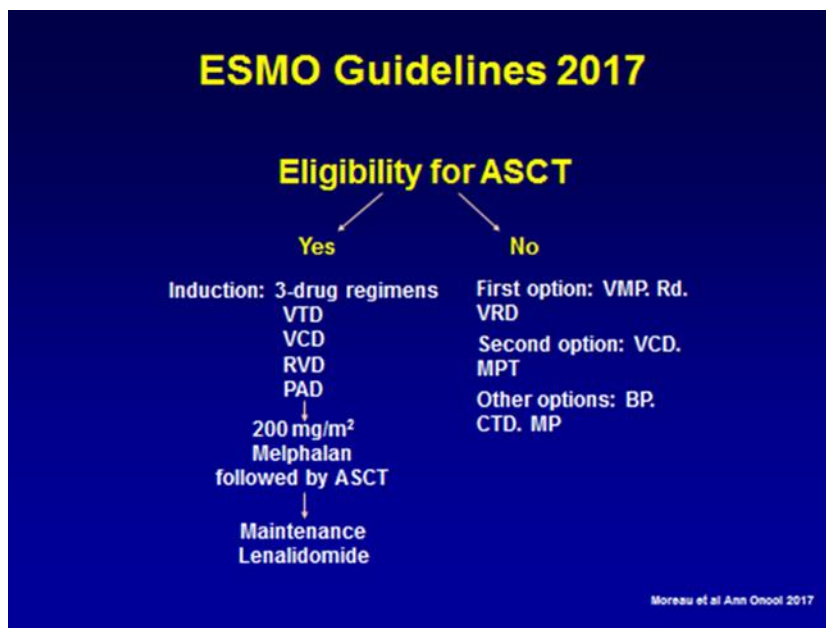 ESMO Guidelines 2017
Eligibility for ASCT
Yes
Induction: 3-drug regimens
VTD
VCD
RVD
PAD
200 mg/m²
Melphalan
followed by ASCT
Maintenance
Lenalidomide
No
First option: VMP. Rd.
VRD
Second option: VCD.
MPT
Other options: BP.
CTD. MP
Moreau et al Ann Onool 2017